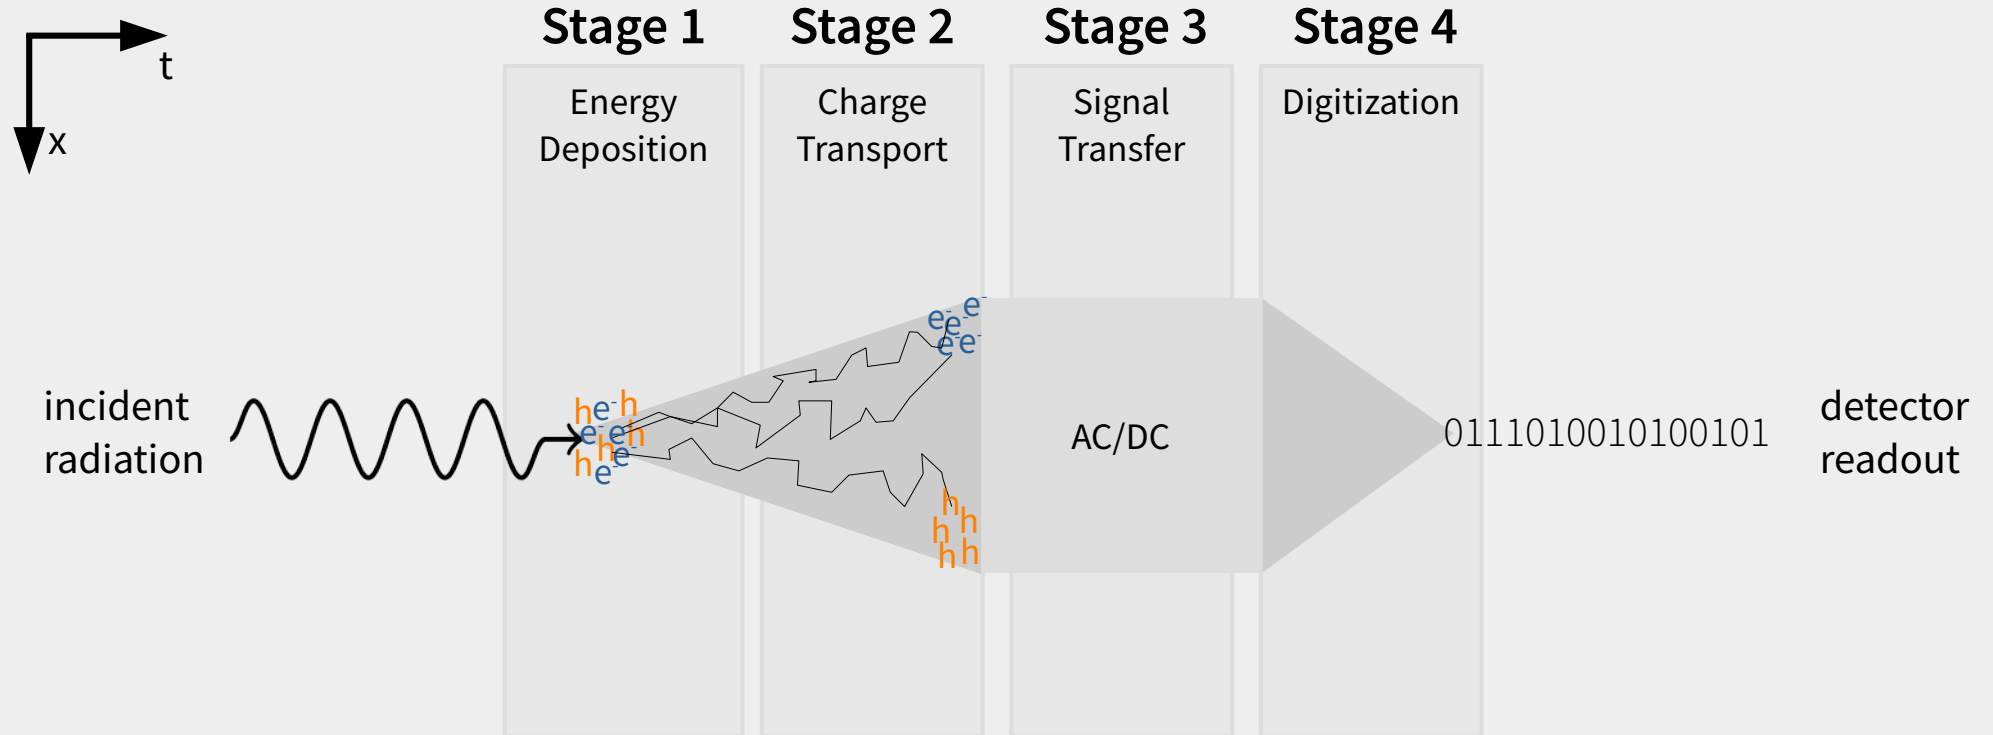 t
x
Stage 1
Stage 2
Stage 3
Stage 4
Energy
Deposition
Charge
Transport
Signal
Transfer
Digitization
incident
radiation
h e⁻ h
e⁻ e⁻ h
h e⁻
h e⁻
e⁻ e⁻ e⁻
e⁻ e⁻
h
h h
h h
AC/DC
0111010010100101
detector
readout